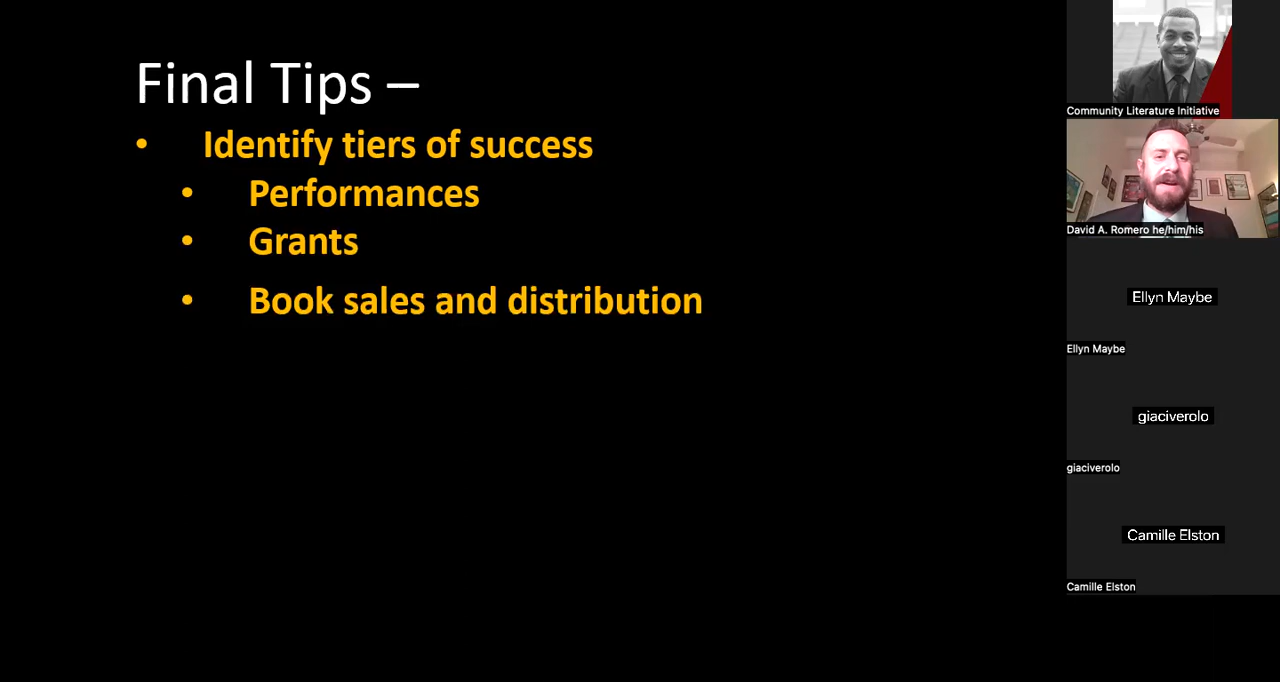 Final Tips –
• Identify tiers of success
• Performances
• Grants
• Book sales and distribution
Community Literature Initiative
David A. Romero he/him/his
Ellyn Maybe
Ellyn Maybe
giaciverolo
giaciverolo
Camille Elston
Camille Elston